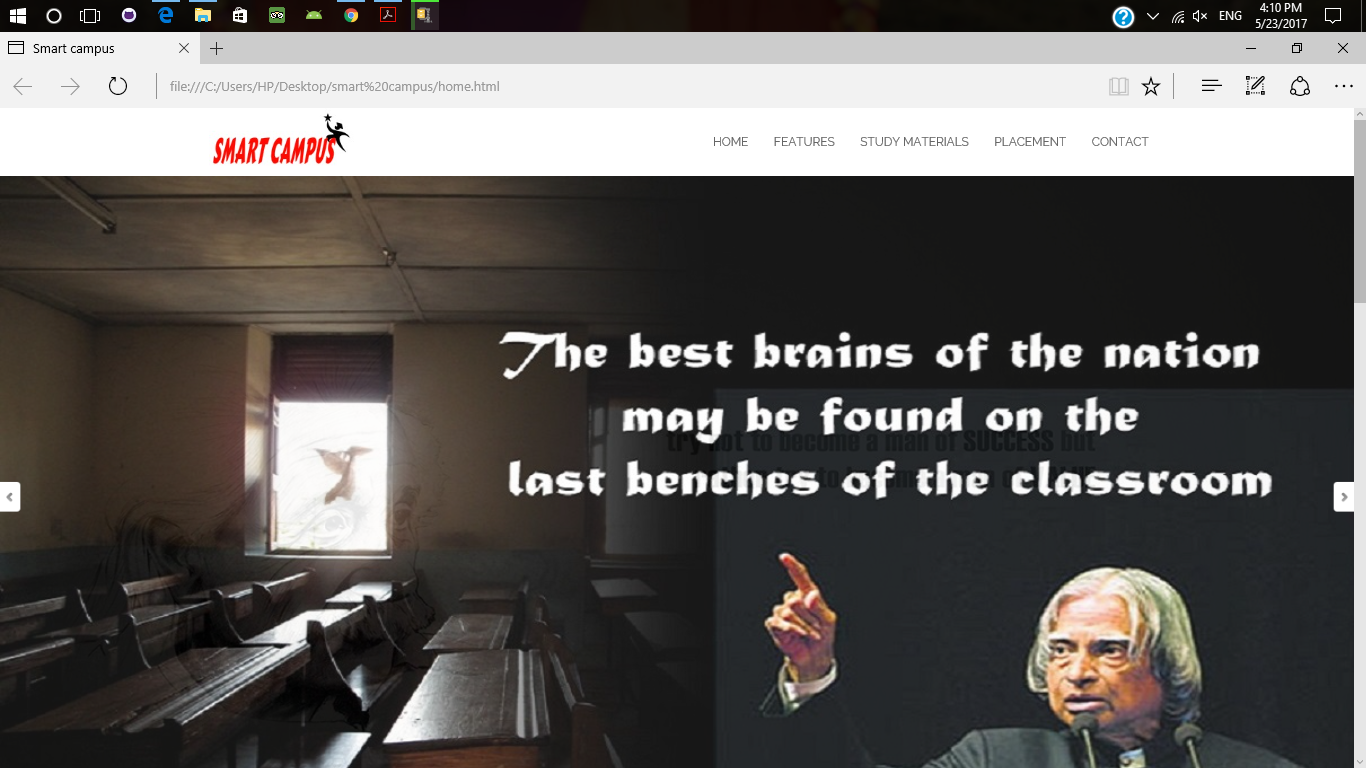 ENG
4:10 PM
5/23/2017
Smart campus
file:///C:/Users/HP/Desktop/smart%20campus/home.html
SMART CAMPUS
HOME FEATURES STUDY MATERIALS PLACEMENT CONTACT
The best brains of the nation
may be found on the
try not to become a man of SUCCESS but
last benches of the classroom